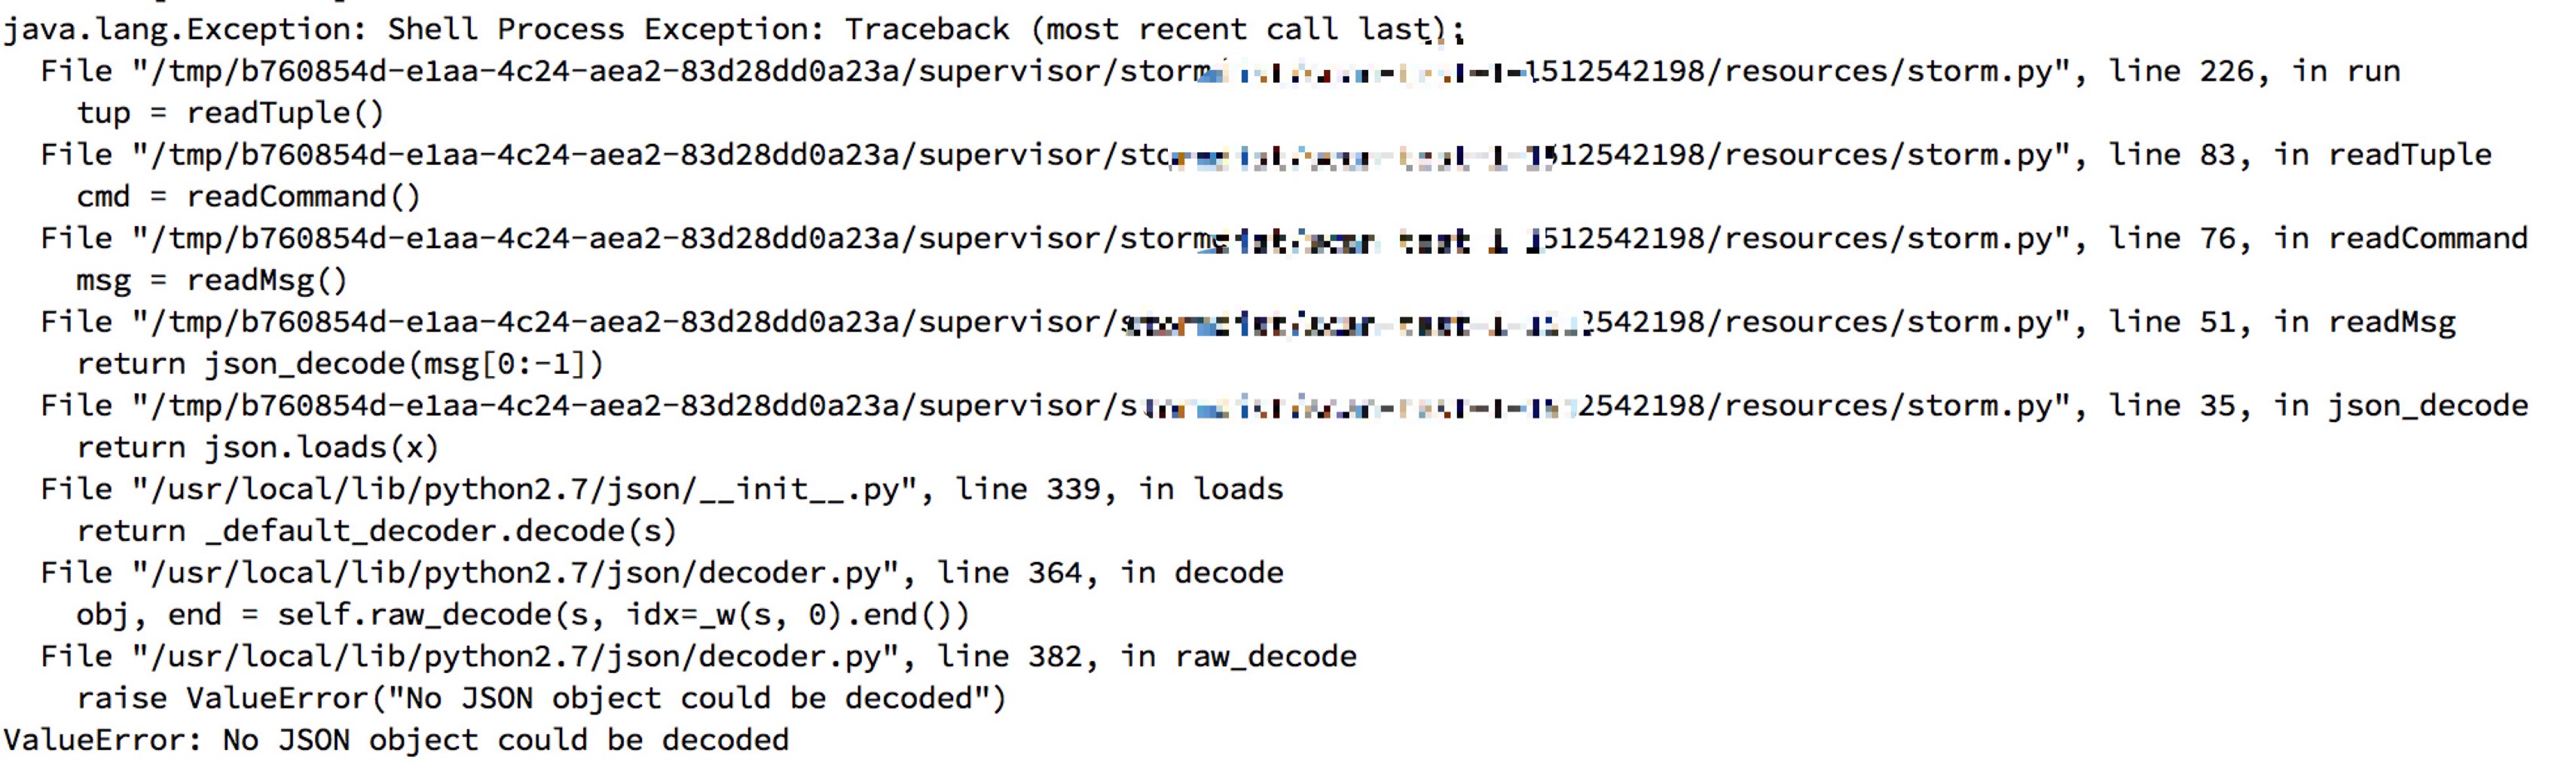 java.lang.Exception: Shell Process Exception: Traceback (most recent call last):
  File "/tmp/b760854d-e1aa-4c24-aea2-83d28dd0a23a/supervisor/storm 1512542198/resources/storm.py", line 226, in run
    tup = readTuple()
  File "/tmp/b760854d-e1aa-4c24-aea2-83d28dd0a23a/supervisor/sto 512542198/resources/storm.py", line 83, in readTuple
    cmd = readCommand()
  File "/tmp/b760854d-e1aa-4c24-aea2-83d28dd0a23a/supervisor/storm 512542198/resources/storm.py", line 76, in readCommand
    msg = readMsg()
  File "/tmp/b760854d-e1aa-4c24-aea2-83d28dd0a23a/supervisor/s 2542198/resources/storm.py", line 51, in readMsg
    return json_decode(msg[0:-1])
  File "/tmp/b760854d-e1aa-4c24-aea2-83d28dd0a23a/supervisor/s 2542198/resources/storm.py", line 35, in json_decode
    return json.loads(x)
  File "/usr/local/lib/python2.7/json/__init__.py", line 339, in loads
    return _default_decoder.decode(s)
  File "/usr/local/lib/python2.7/json/decoder.py", line 364, in decode
    obj, end = self.raw_decode(s, idx=_w(s, 0).end())
  File "/usr/local/lib/python2.7/json/decoder.py", line 382, in raw_decode
    raise ValueError("No JSON object could be decoded")
ValueError: No JSON object could be decoded